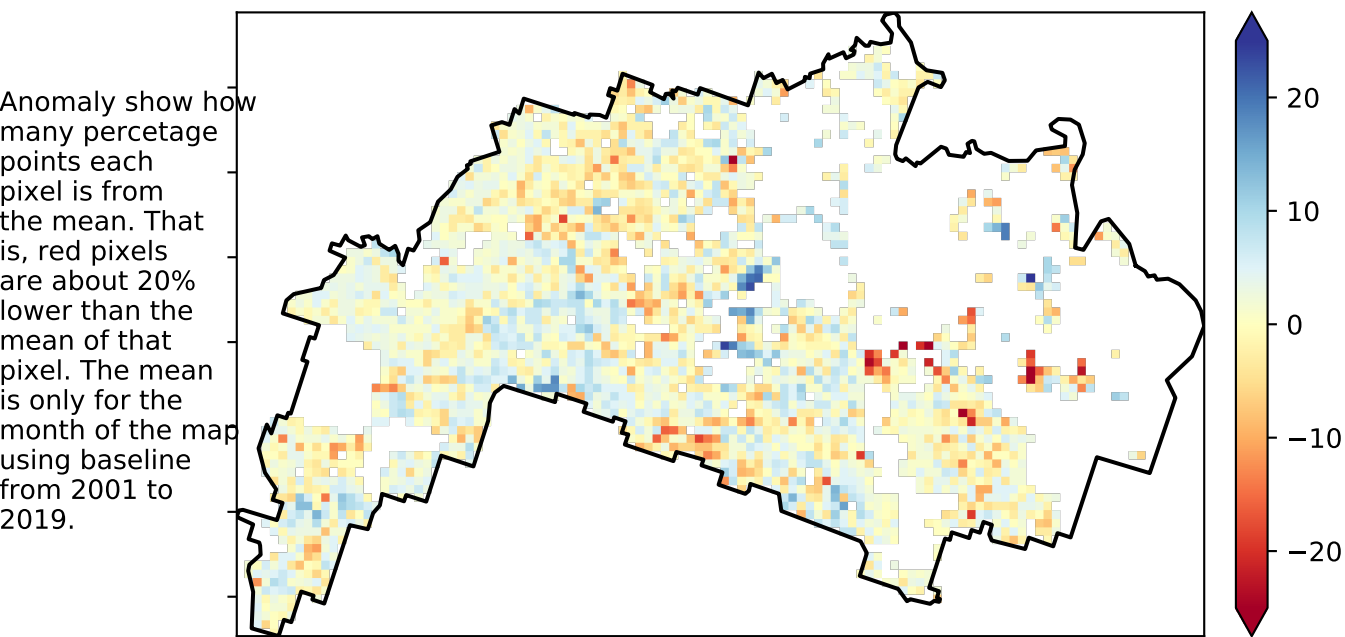 Anomaly show how
many percetage
points each
pixel is from
the mean. That
is, red pixels
are about 20%
lower than the
mean of that
pixel. The mean
is only for the
month of the map
using baseline
from 2001 to
2019.
20
10
0
−10
−20